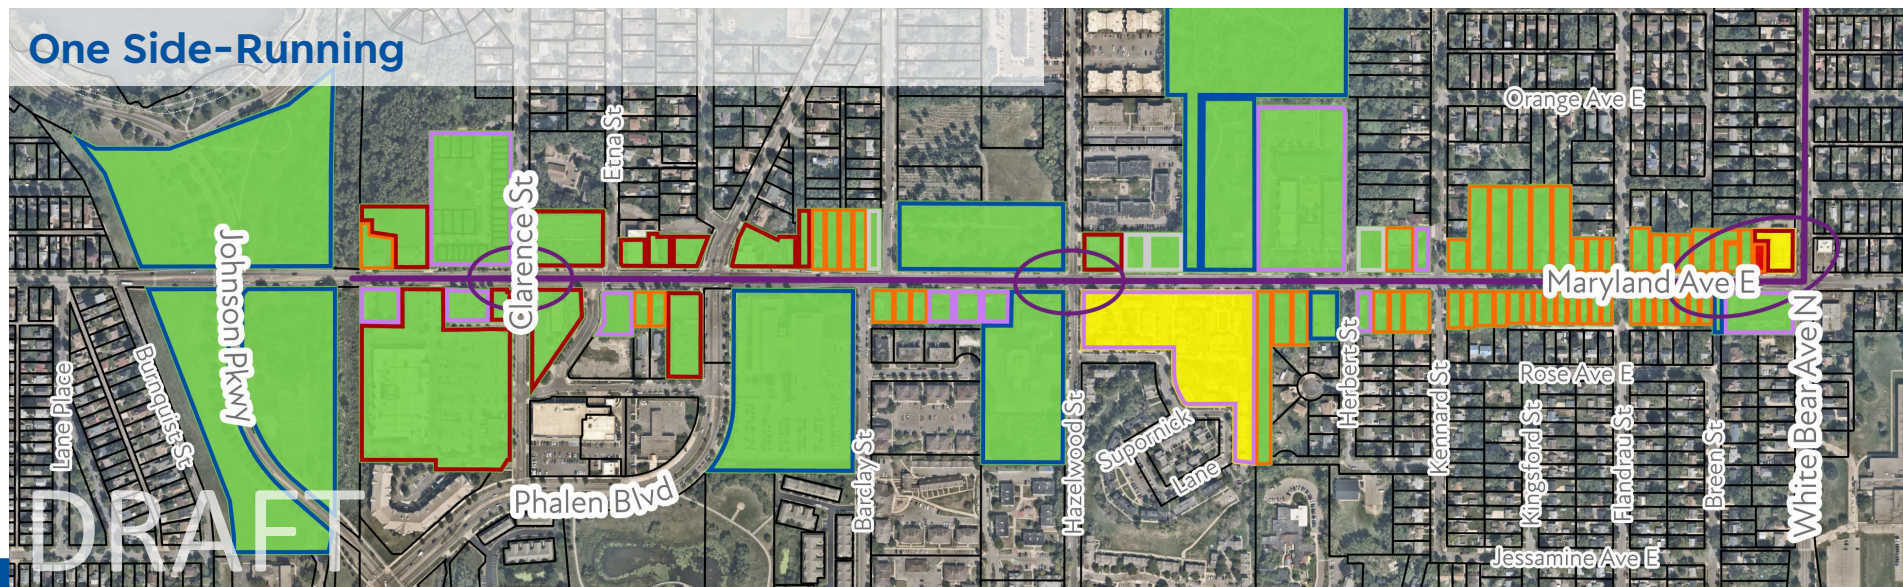 One Side-Running
Orange Ave E
Etna St
Clarence St
Johnson Pkwy
Maryland Ave E
White Bear Ave N
Lane Place
Burnquist St
Herbert St
Kennard St
Rose Ave E
Hazelwood St
Supornick
Lane
Barclay St
Kingsford St
Flandrau St
Breen St
Phalen Blvd
Jessamine Ave E
DRAFT